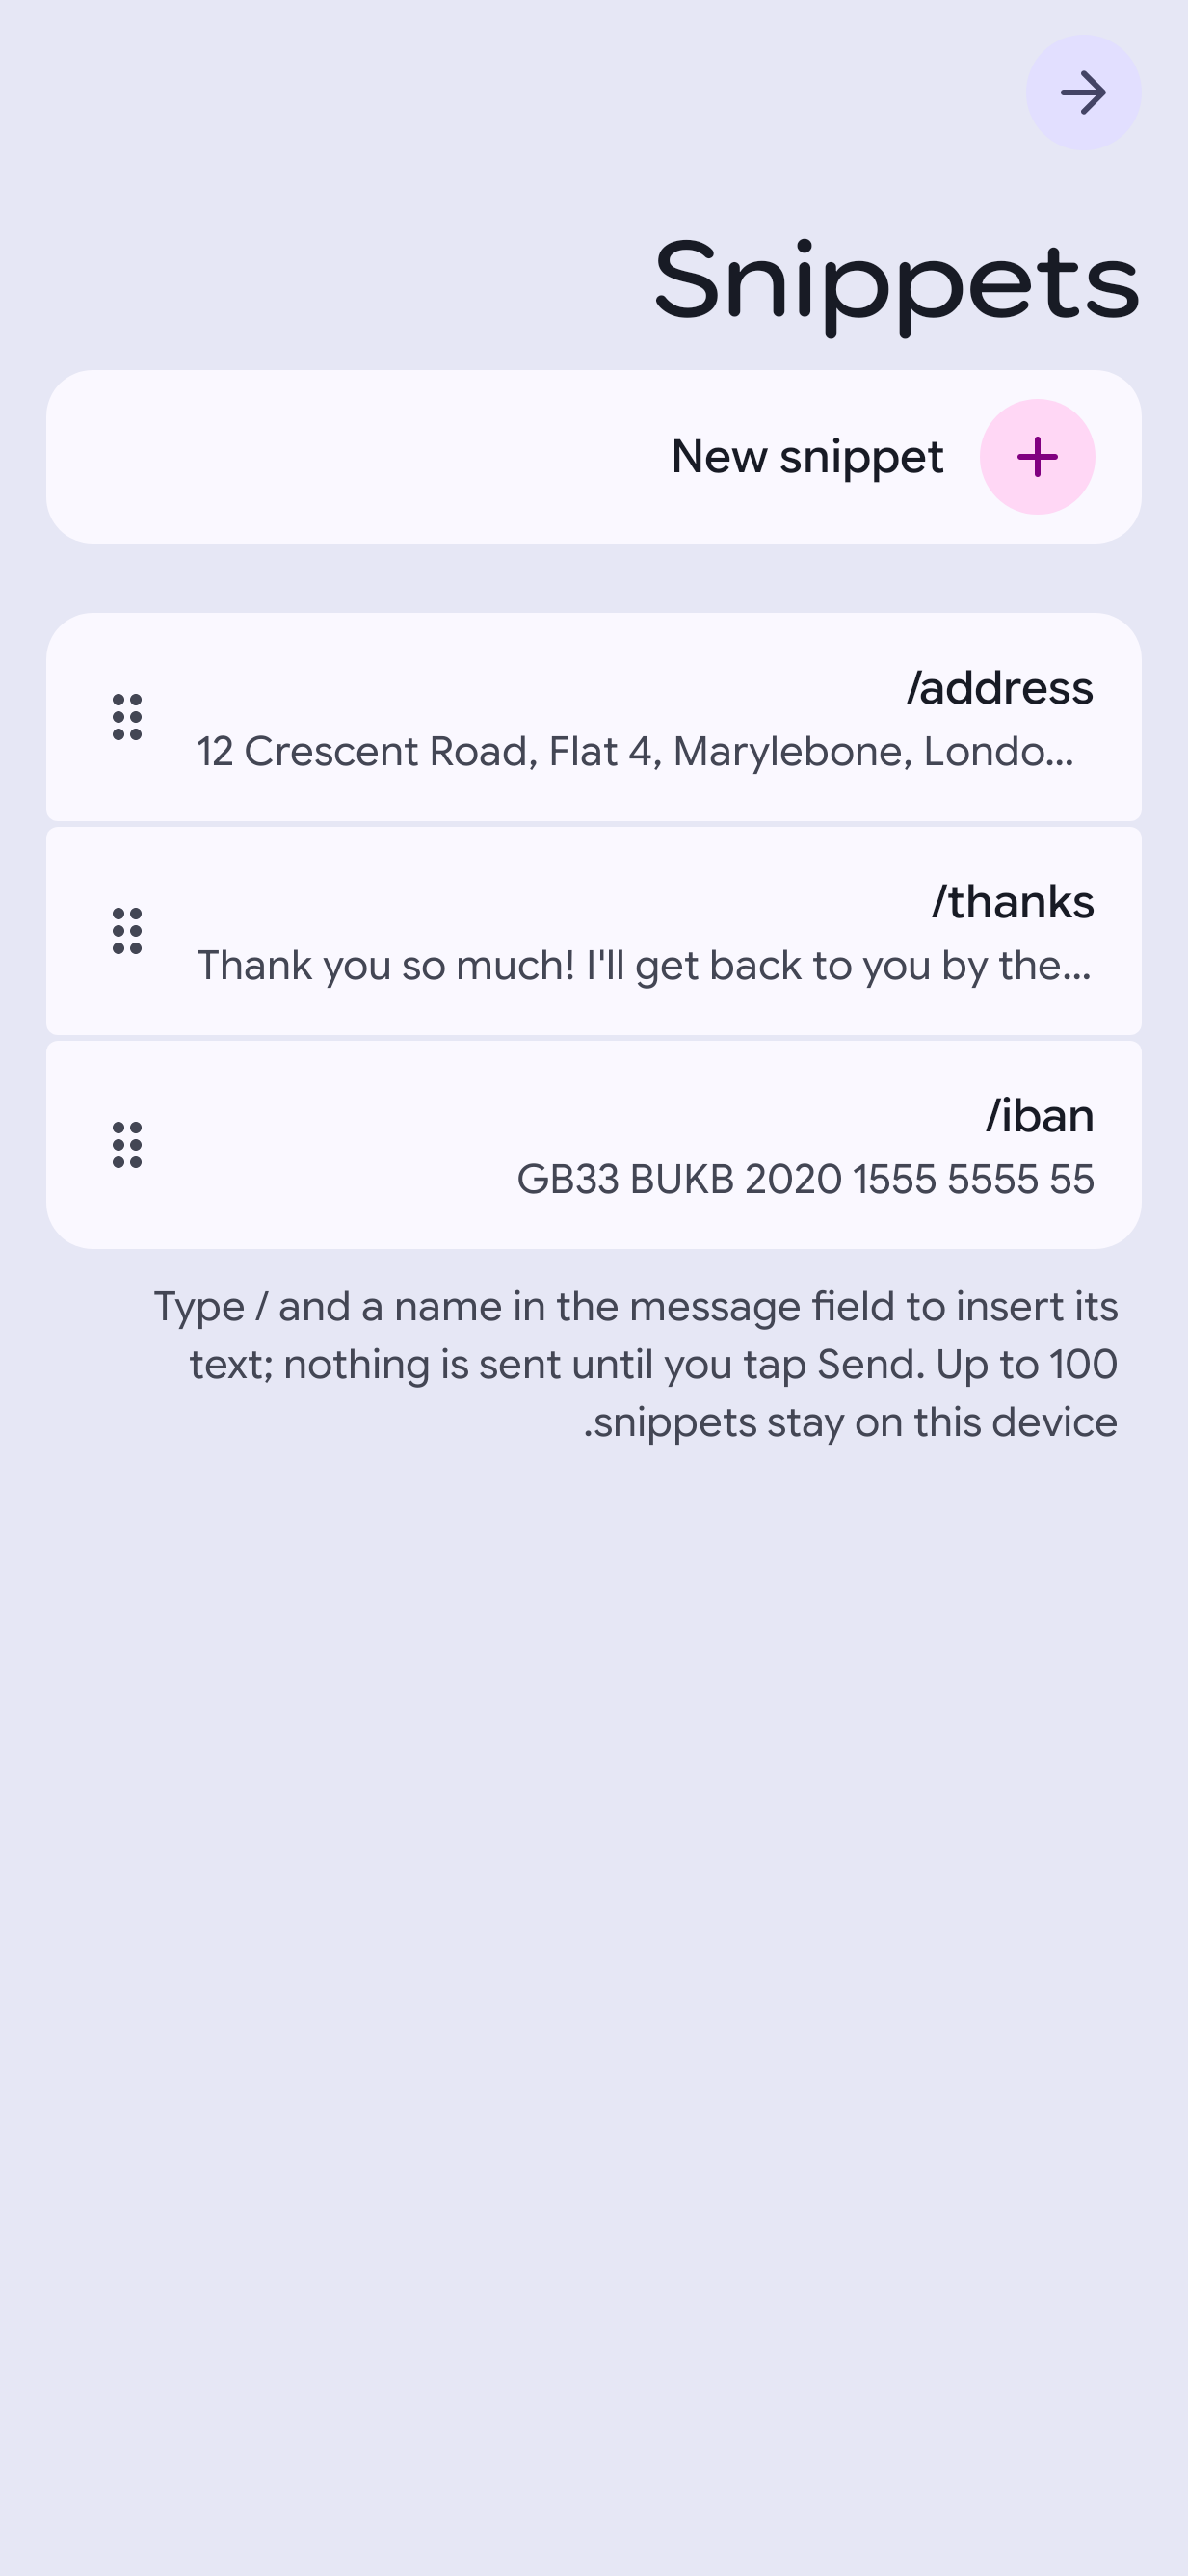 Snippets
New snippet
/address
12 Crescent Road, Flat 4, Marylebone, Londo...
/thanks
Thank you so much! I'll get back to you by the...
/iban
GB33 BUKB 2020 1555 5555 55
Type / and a name in the message field to insert its
text; nothing is sent until you tap Send. Up to 100
.snippets stay on this device